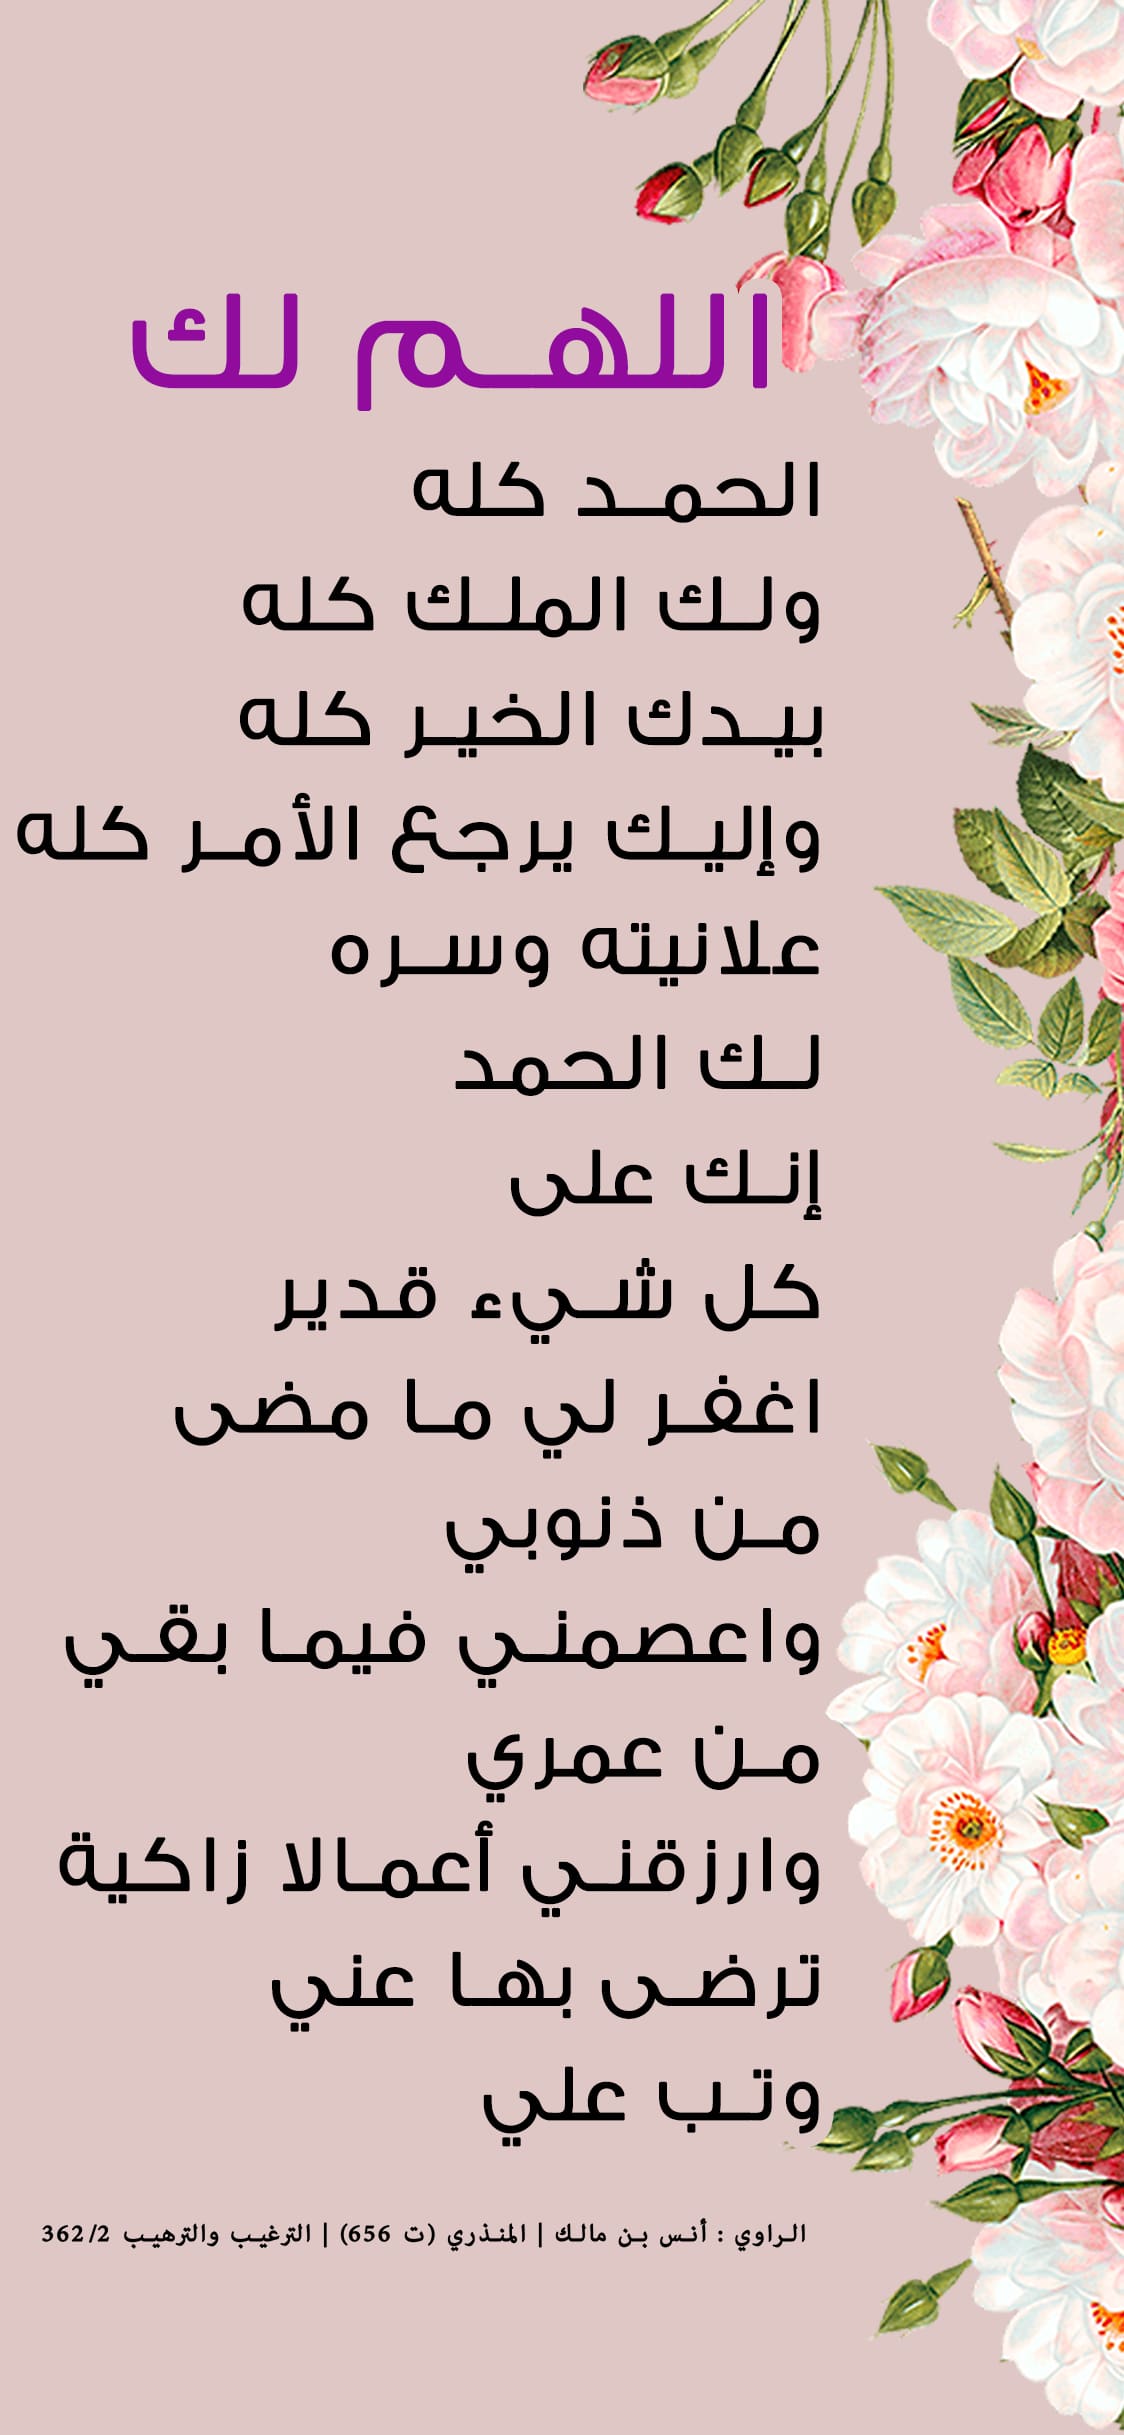 اللهم لك
الحمد كله
ولك الملك كله
بيدك الخير كله
وإليك يرجع الأمر كله
علانيته وسره
لك الحمد
إنك على
كل شيء قدير
اغفر لي ما مضى
من ذنوبي
واعصمني فيما بقي
من عمري
وارزقني أعمالا زاكية
ترضى بها عني
وتب علي
الراوي : أنس بن مالك | المنذري (ت 656) | الترغيب والترهيب 362/2